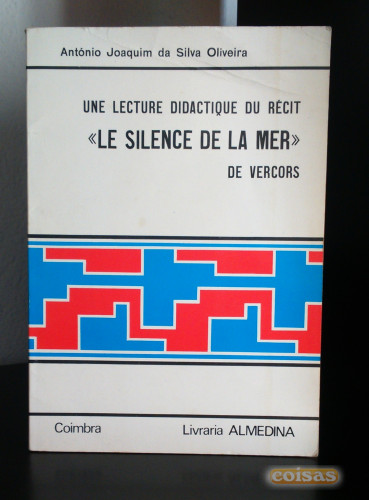 António Joaquim da Silva Oliveira
UNE LECTURE DIDACTIQUE DU RÉCIT
«LE SILENCE DE LA MER»
DE VERCORS
Coimbra Livraria ALMEDINA
coisas